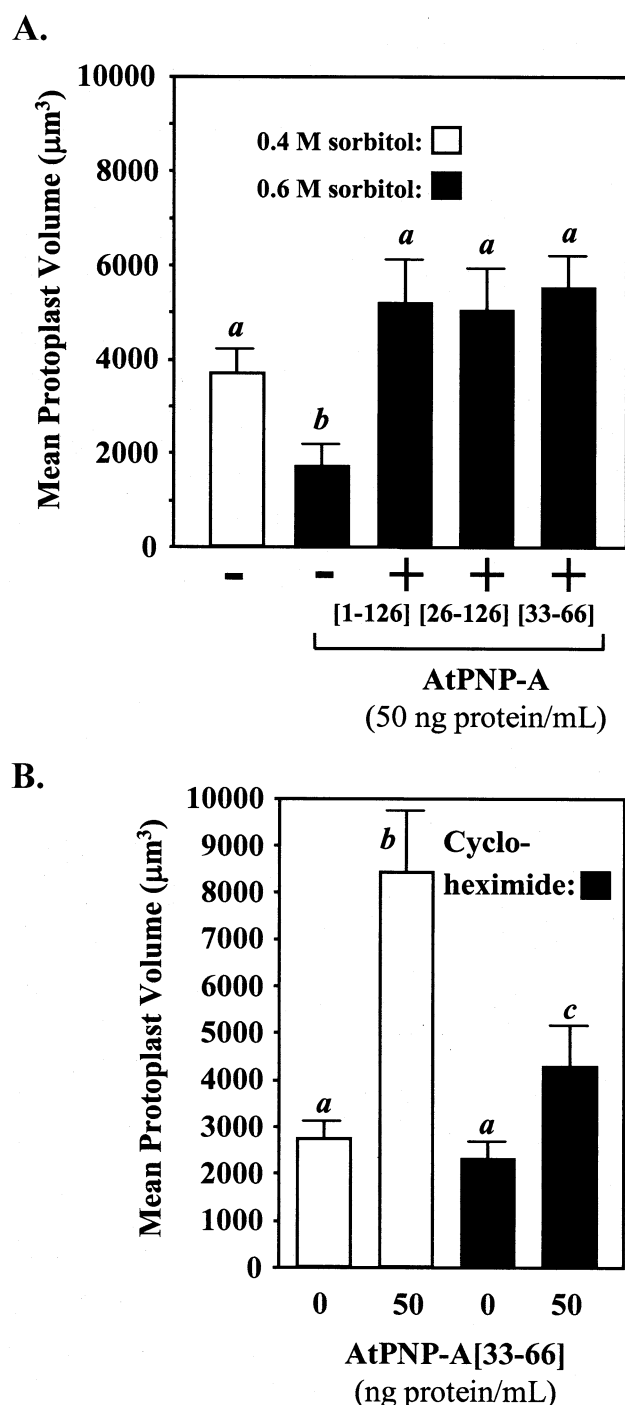 A.
Mean Protoplast Volume (µm³)
10000
8000
6000
4000
2000
0
0.4 M sorbitol:
0.6 M sorbitol:
a
b
a
a
a
- - + + +
[1-126] [26-126] [33-66]
AtPNP-A
(50 ng protein/mL)
B.
Mean Protoplast Volume (µm³)
10000
9000
8000
7000
6000
5000
4000
3000
2000
1000
0
Cyclo-
heximide:
a
b
a
c
0 50 0 50
AtPNP-A[33-66]
(ng protein/mL)